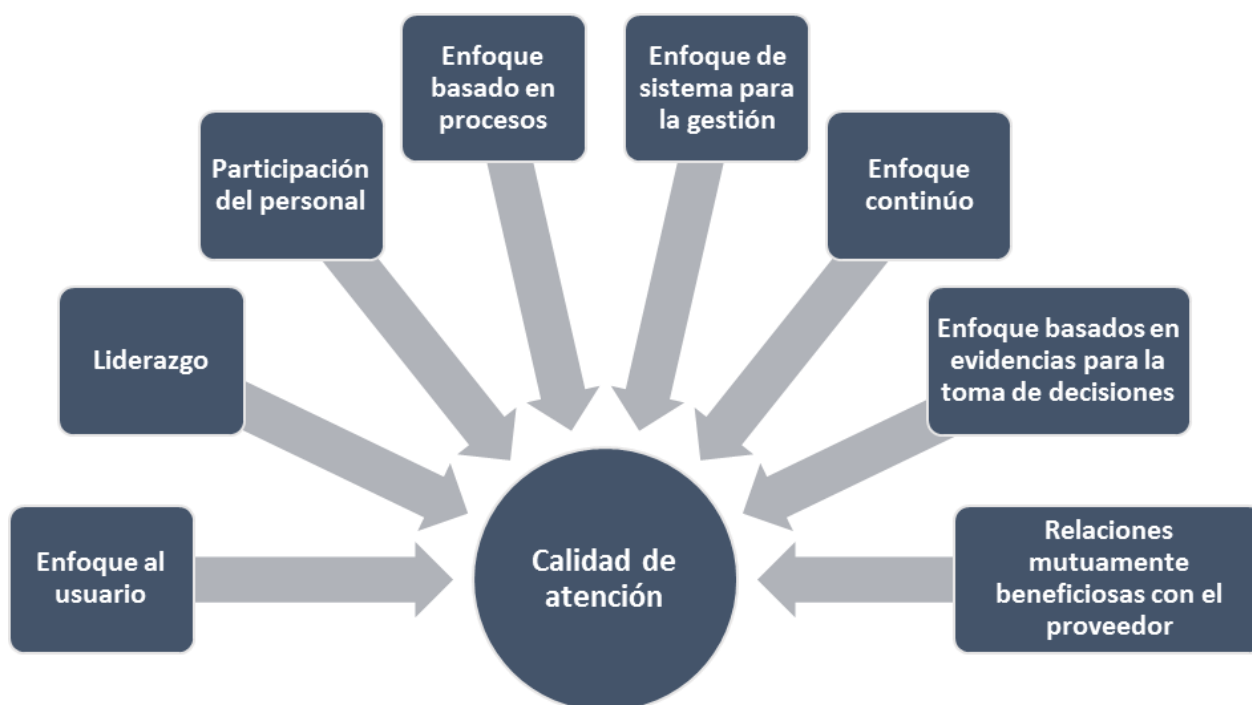 Enfoque
basado en
procesos
Enfoque de
sistema para
la gestión
Participación
del personal
Enfoque
continúo
Liderazgo
Enfoque basados en
evidencias para la
toma de decisiones
Enfoque al
usuario
Calidad de
atención
Relaciones
mutuamente
beneficiosas con el
proveedor